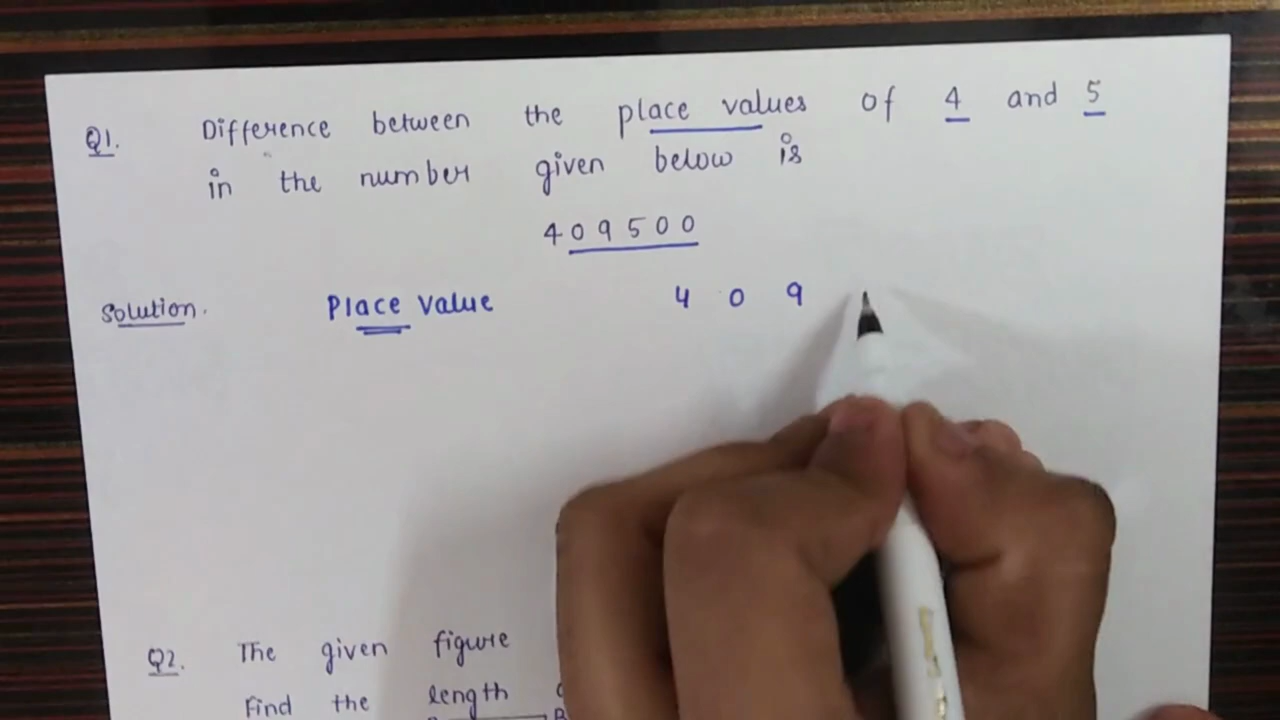 Q1. Difference between the place values of 4 and 5
in the number given below is
409500
Solution. Place Value 4 0 9
Q2. The given figure
Find the length